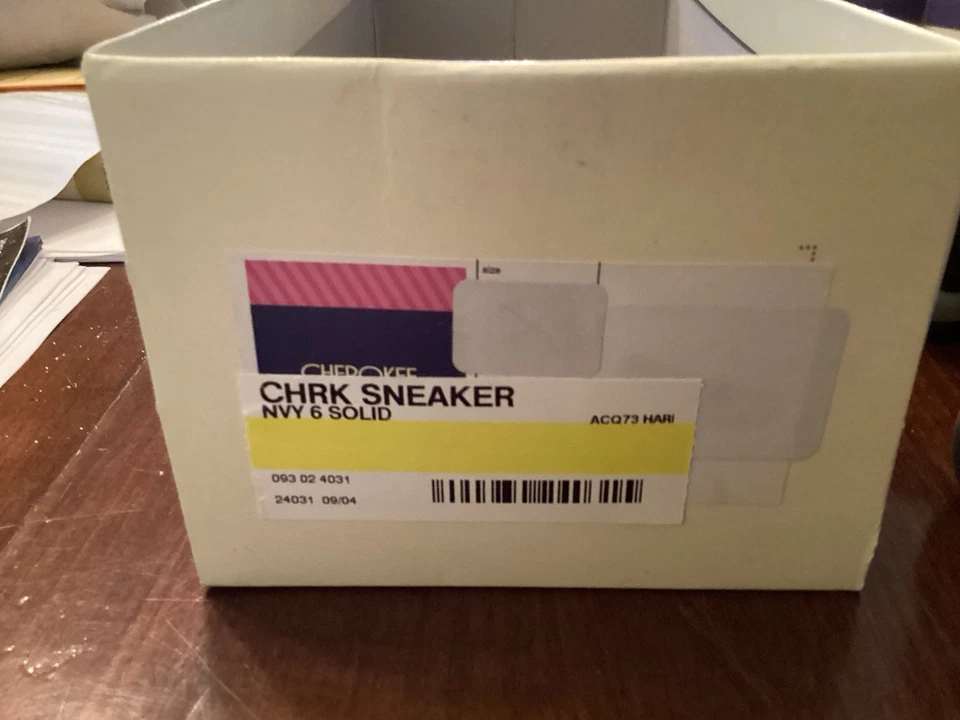 size
CHEROKEE
CHRK SNEAKER
NVY 6 SOLID
ACQ73 HARI
093 02 4031
24031 09/04